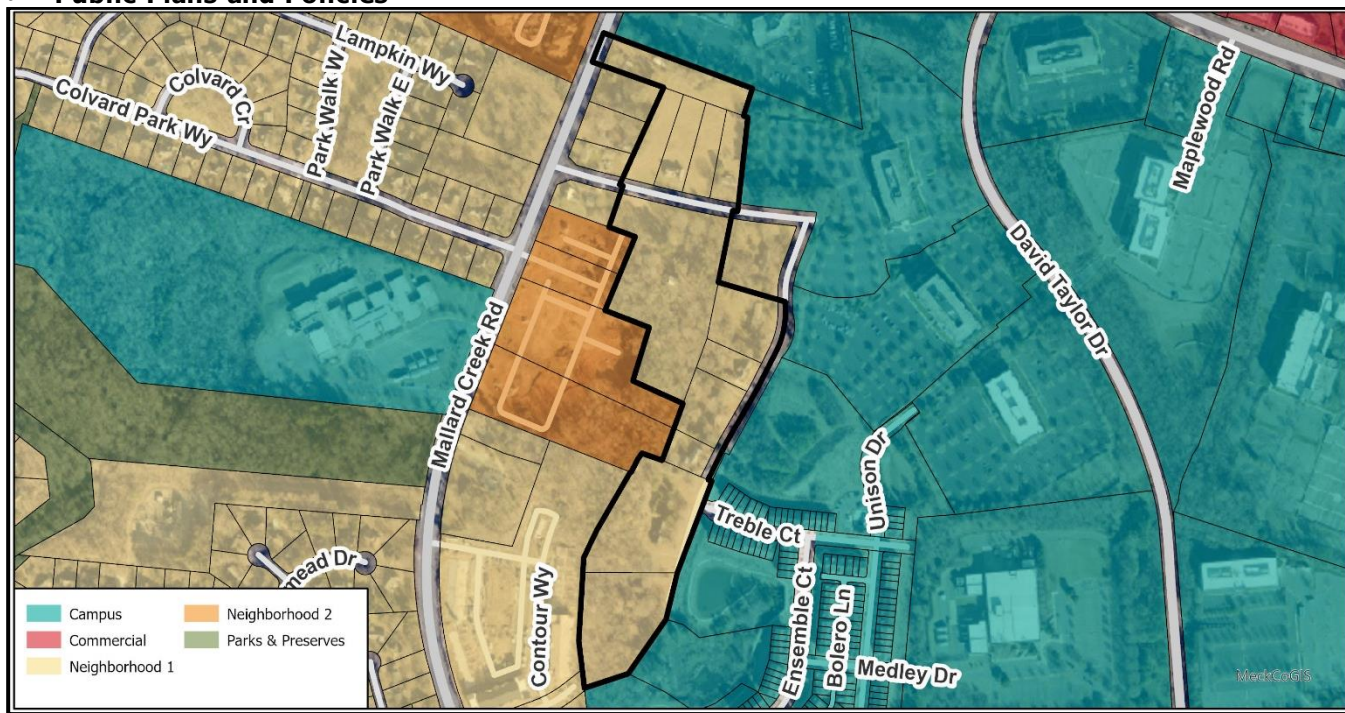 Public Plans and Policies
Lampkin Wy
Colvard Cr
Park Walk W
Park Walk E
Colvard Park Wy
Maplewood Rd
David Taylor Dr
Mallard Creek Rd
Unison Dr
Treble Ct
mead Dr
Contour Wy
Ensemble Ct
Bolero Ln
Medley Dr
Campus
Commercial
Neighborhood 1
Neighborhood 2
Parks & Preserves
MeckCoGIS